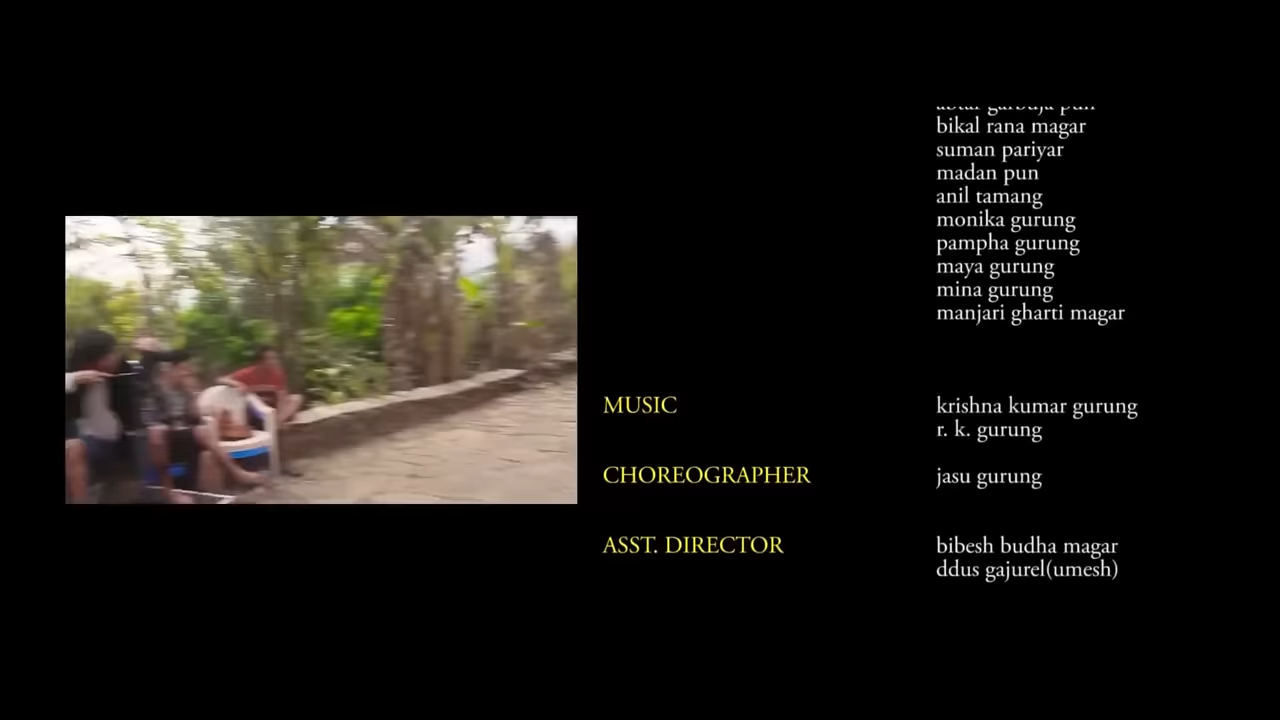 bikal rana magar
suman pariyar
madan pun
anil tamang
monika gurung
pampha gurung
maya gurung
mina gurung
manjari gharti magar
MUSIC krishna kumar gurung
r. k. gurung
CHOREOGRAPHER jasu gurung
ASST. DIRECTOR bibesh budha magar
ddus gajurel(umesh)